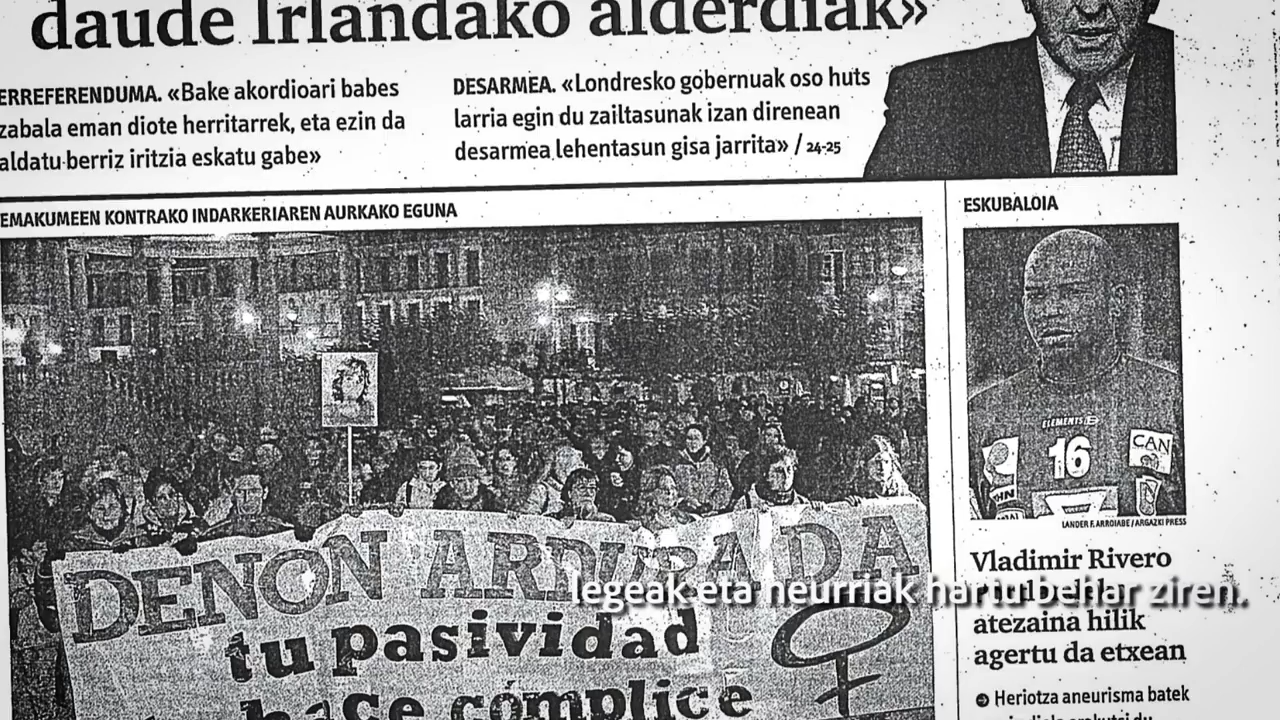 daude Irlandako alderdiak»
ERREFERENDUMA. «Bake akordioari babes
zabala eman diote herritarrek, eta ezin da
aldatu berriz iritzia eskatu gabe»
DESARMEA. «Londresko gobernuak oso huts
larria egin du zailtasunak izan direnean
desarmea lehentasun gisa jarrita» / 24-25
EMAKUMEEN KONTRAKO INDARKERIAREN AURKAKO EGUNA
DENON ARDURA DA
tu pasividad
hace cómplice
ESKUBALOIA
ELEMENTS
16
CAN
LANDER F. ARROIABE / ARGAZKI PRESS
Vladimir Rivero
atezaina hilik
agertu da etxean
Heriotza aneurisma batek
legeak eta neurriak hartu behar ziren.